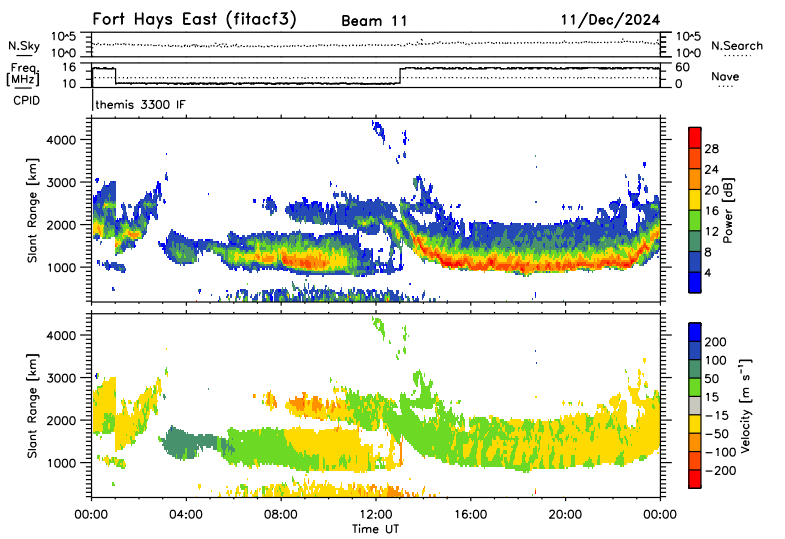 Fort Hays East (fitacf3) Beam 11 11/Dec/2024
N.Sky 10^5 10^0 10^5 10^0 N.Search
Freq. [MHz] 16 10 60 0 Nave
CPID themis 3300 IF
Slant Range [km]
4000
3000
2000
1000
Power [dB]
28
24
20
16
12
8
4
Slant Range [km]
4000
3000
2000
1000
Velocity [m s⁻¹]
200
100
50
15
−15
−50
−100
−200
00:00 04:00 08:00 12:00 16:00 20:00 00:00
Time UT